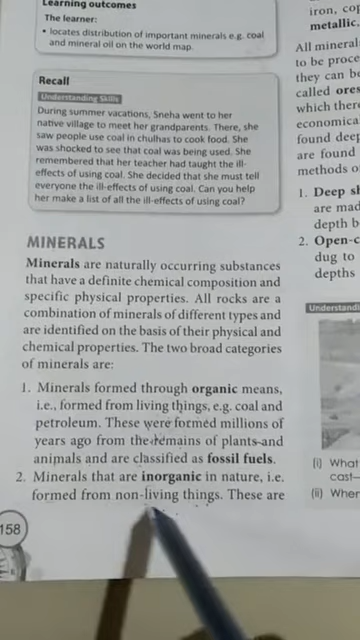 Learning outcomes
The learner:
• locates distribution of important minerals e.g. coal
and mineral oil on the world map.
Recall
Understanding Skills
During summer vacations, Sneha went to her
native village to meet her grandparents. There, she
saw people use coal in chulhas to cook food. She
was shocked to see that coal was being used. She
remembered that her teacher had taught the ill-
effects of using coal. She decided that she must tell
everyone the ill-effects of using coal. Can you help
her make a list of all the ill-effects of using coal?
MINERALS
Minerals are naturally occurring substances
that have a definite chemical composition and
specific physical properties. All rocks are a
combination of minerals of different types and
are identified on the basis of their physical and
chemical properties. The two broad categories
of minerals are:
1. Minerals formed through organic means,
i.e., formed from living things, e.g. coal and
petroleum. These were formed millions of
years ago from the remains of plants and
animals and are classified as fossil fuels.
2. Minerals that are inorganic in nature, i.e.
formed from non-living things. These are
158
iron, cop
metallic.
All mineral
to be proce
they can b
called ores
which there
economica
found deep
are found
methods o
1. Deep sh
are mad
depth b
2. Open-c
dug to
depths
Understandi
(i) What
cast-
(ii) Wher